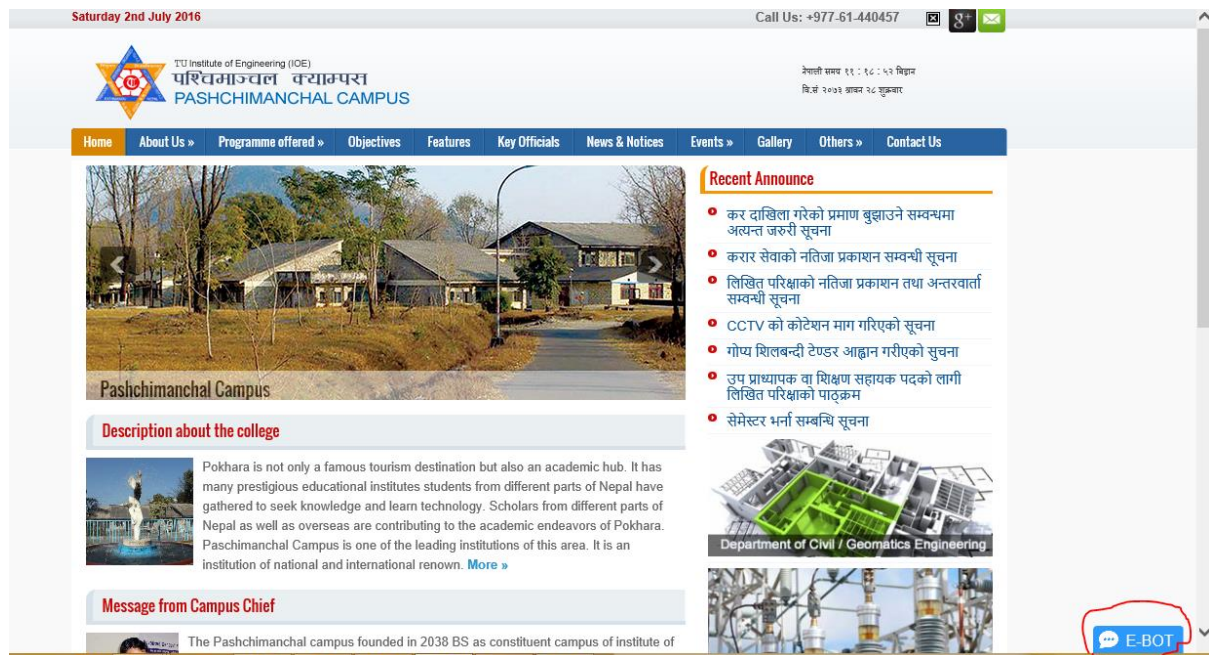 Saturday 2nd July 2016
Call Us: +977-61-440457
TU Institute of Engineering (IOE)
पश्चिमाञ्चल क्याम्पस
PASHCHIMANCHAL CAMPUS
नेपाली समय ११ : १८ : ५२ बिहान
बि.सं २०७३ श्रावन २८ शुक्रबार
Home About Us » Programme offered » Objectives Features Key Officials News & Notices Events » Gallery Others » Contact Us
Pashchimanchal Campus
Description about the college
Pokhara is not only a famous tourism destination but also an academic hub. It has
many prestigious educational institutes students from different parts of Nepal have
gathered to seek knowledge and learn technology. Scholars from different parts of
Nepal as well as overseas are contributing to the academic endeavors of Pokhara.
Paschimanchal Campus is one of the leading institutions of this area. It is an
institution of national and international renown. More »
Message from Campus Chief
The Pashchimanchal campus founded in 2038 BS as constituent campus of institute of
Recent Announce
कर दाखिला गरेको प्रमाण बुझाउने सम्वन्धमा
अत्यन्त जरुरी सूचना
करार सेवाको नतिजा प्रकाशन सम्वन्धी सूचना
लिखित परिक्षाको नतिजा प्रकाशन तथा अन्तरवार्ता
सम्वन्धी सूचना
CCTV को कोटेशन माग गरिएको सूचना
गोप्य शिलबन्दी टेण्डर आह्वान गरीएको सुचना
उप प्राध्यापक वा शिक्षण सहायक पदको लागी
लिखित परिक्षाको पाठ्क्रम
सेमेस्टर भर्ना सम्बन्धि सूचना
Department of Civil / Geomatics Engineering
E-BOT